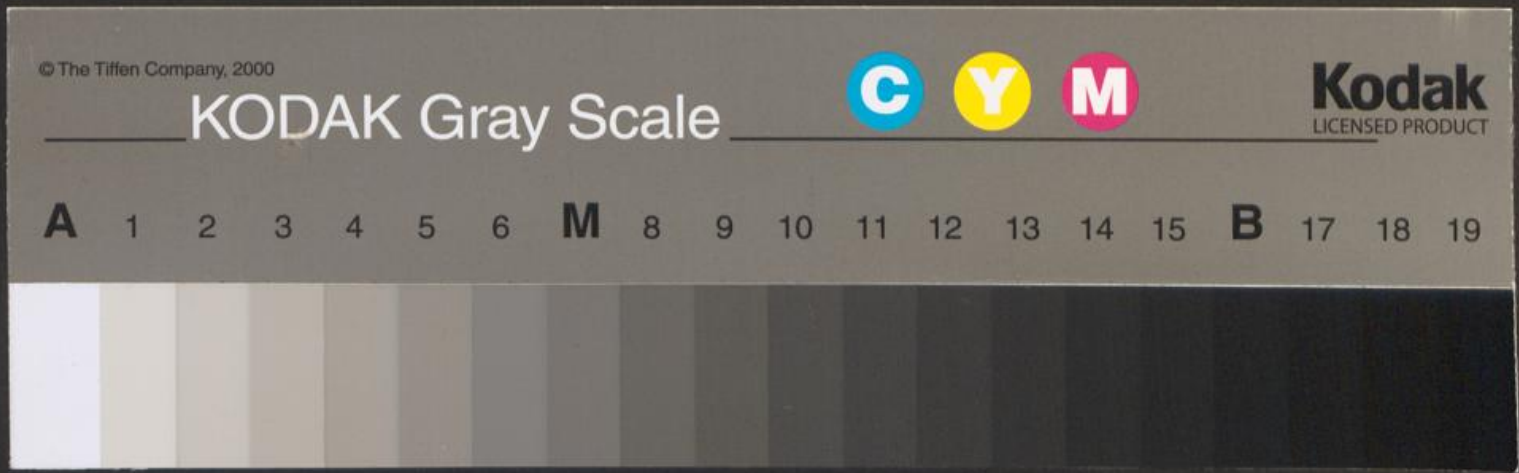 © The Tiffen Company, 2000
KODAK Gray Scale
C Y M
Kodak
LICENSED PRODUCT
A 1 2 3 4 5 6 M 8 9 10 11 12 13 14 15 B 17 18 19